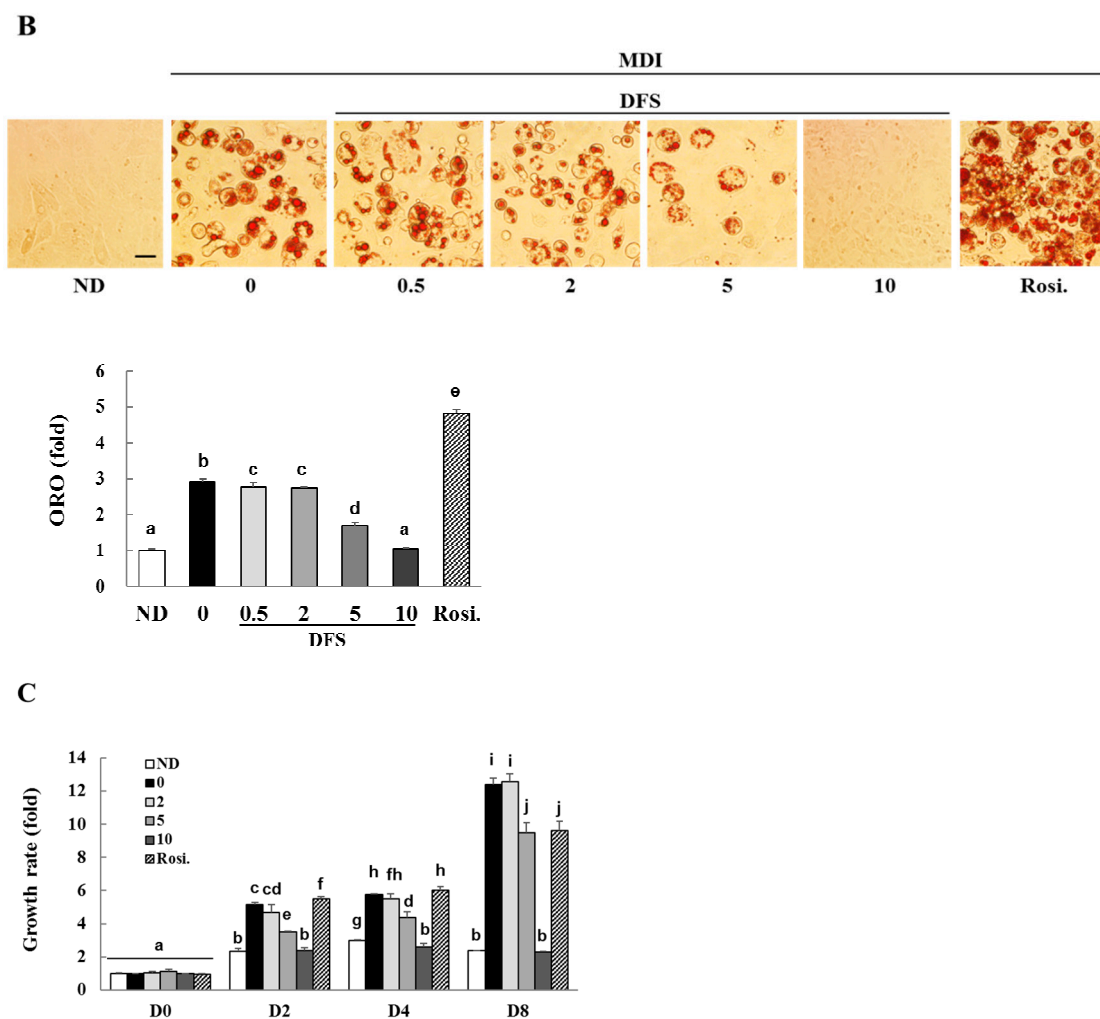 B
MDI
DFS
ND 0 0.5 2 5 10 Rosi.
ORO (fold)
6
5
4
3
2
1
0
a b c c d a e
ND 0 0.5 2 5 10 Rosi.
DFS
C
Growth rate (fold)
14
12
10
8
6
4
2
0
ND
0
2
5
10
Rosi.
a
b c cd e b f
g h fh d b h
b i i j b j
D0 D2 D4 D8